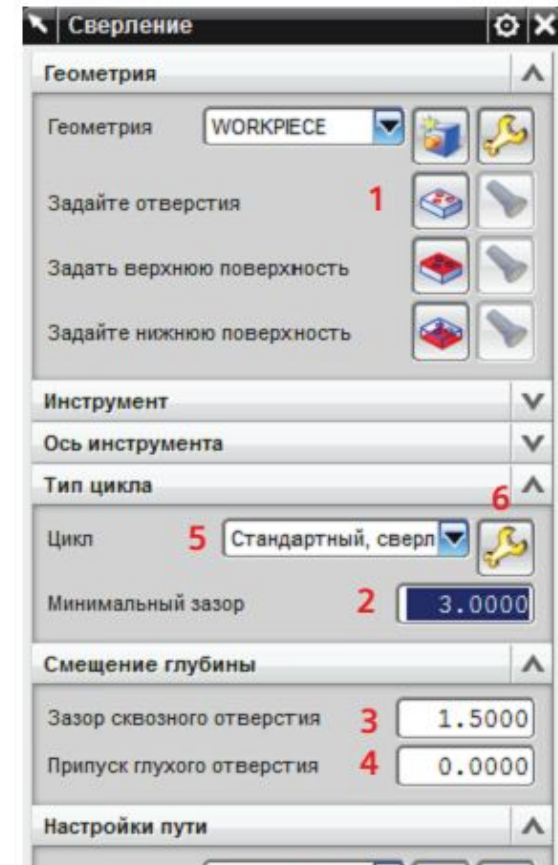 Сверление
Геометрия
Геометрия WORKPIECE
Задайте отверстия 1
Задать верхнюю поверхность
Задайте нижнюю поверхность
Инструмент
Ось инструмента
Тип цикла
6
Цикл 5 Стандартный, сверл
Минимальный зазор 2 3.0000
Смещение глубины
Зазор сквозного отверстия 3 1.5000
Припуск глухого отверстия 4 0.0000
Настройки пути